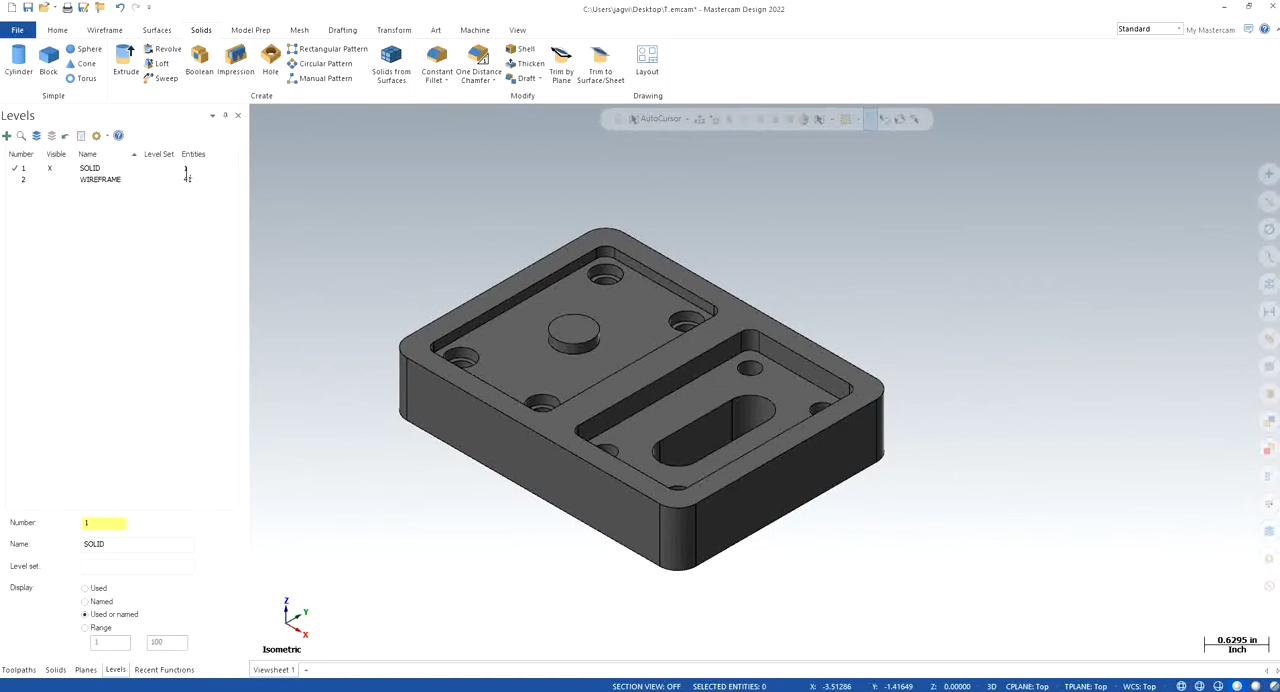 C:\Users\jagvi\Desktop\T.emcam* - Mastercam Design 2022
File Home Wireframe Surfaces Solids Model Prep Mesh Drafting Transform Art Machine View
Standard My Mastercam
Cylinder Block Sphere Cone Torus
Extrude Revolve Loft Sweep Boolean Impression Hole
Rectangular Pattern Circular Pattern Manual Pattern
Solids from Surfaces
Constant Fillet One Distance Chamfer Shell Thicken Draft
Trim by Plane Trim to Surface/Sheet Layout
Simple Create Modify Drawing
Levels
AutoCursor
Number Visible Name Level Set Entities
1 X SOLID 1
2 WIREFRAME
Number: 1
Name: SOLID
Level set:
Display: Used
Named
Used or named
Range
1 100
Z
Y
X
Isometric
0.6295 in
Inch
Toolpaths Solids Planes Levels Recent Functions Viewsheet 1 +
SECTION VIEW: OFF SELECTED ENTITIES: 0 X: -3.51286 Y: -1.41649 Z: 0.00000 3D CPLANE: Top TPLANE: Top WCS: Top